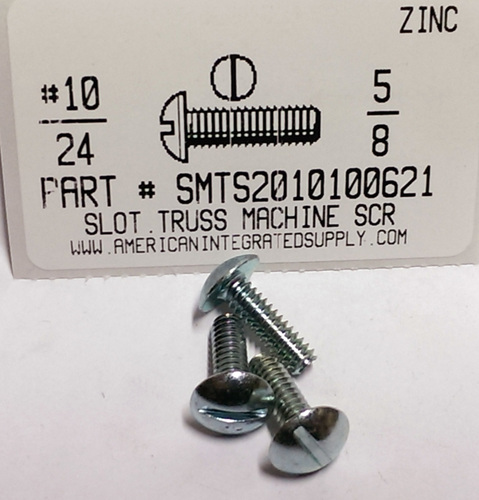 ZINC
#10
24
5
8
PART # SMTS2010100621
SLOT.TRUSS MACHINE SCR
WWW.AMERICANINTEGRATEDSUPPLY.COM